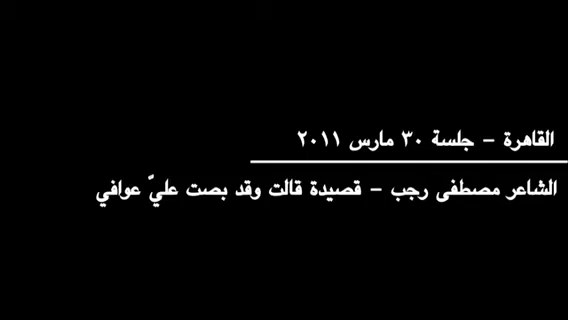 القاهرة – جلسة ٣٠ مارس ٢٠١١
الشاعر مصطفى رجب – قصيدة قالت وقد بصت عليّ عوافي